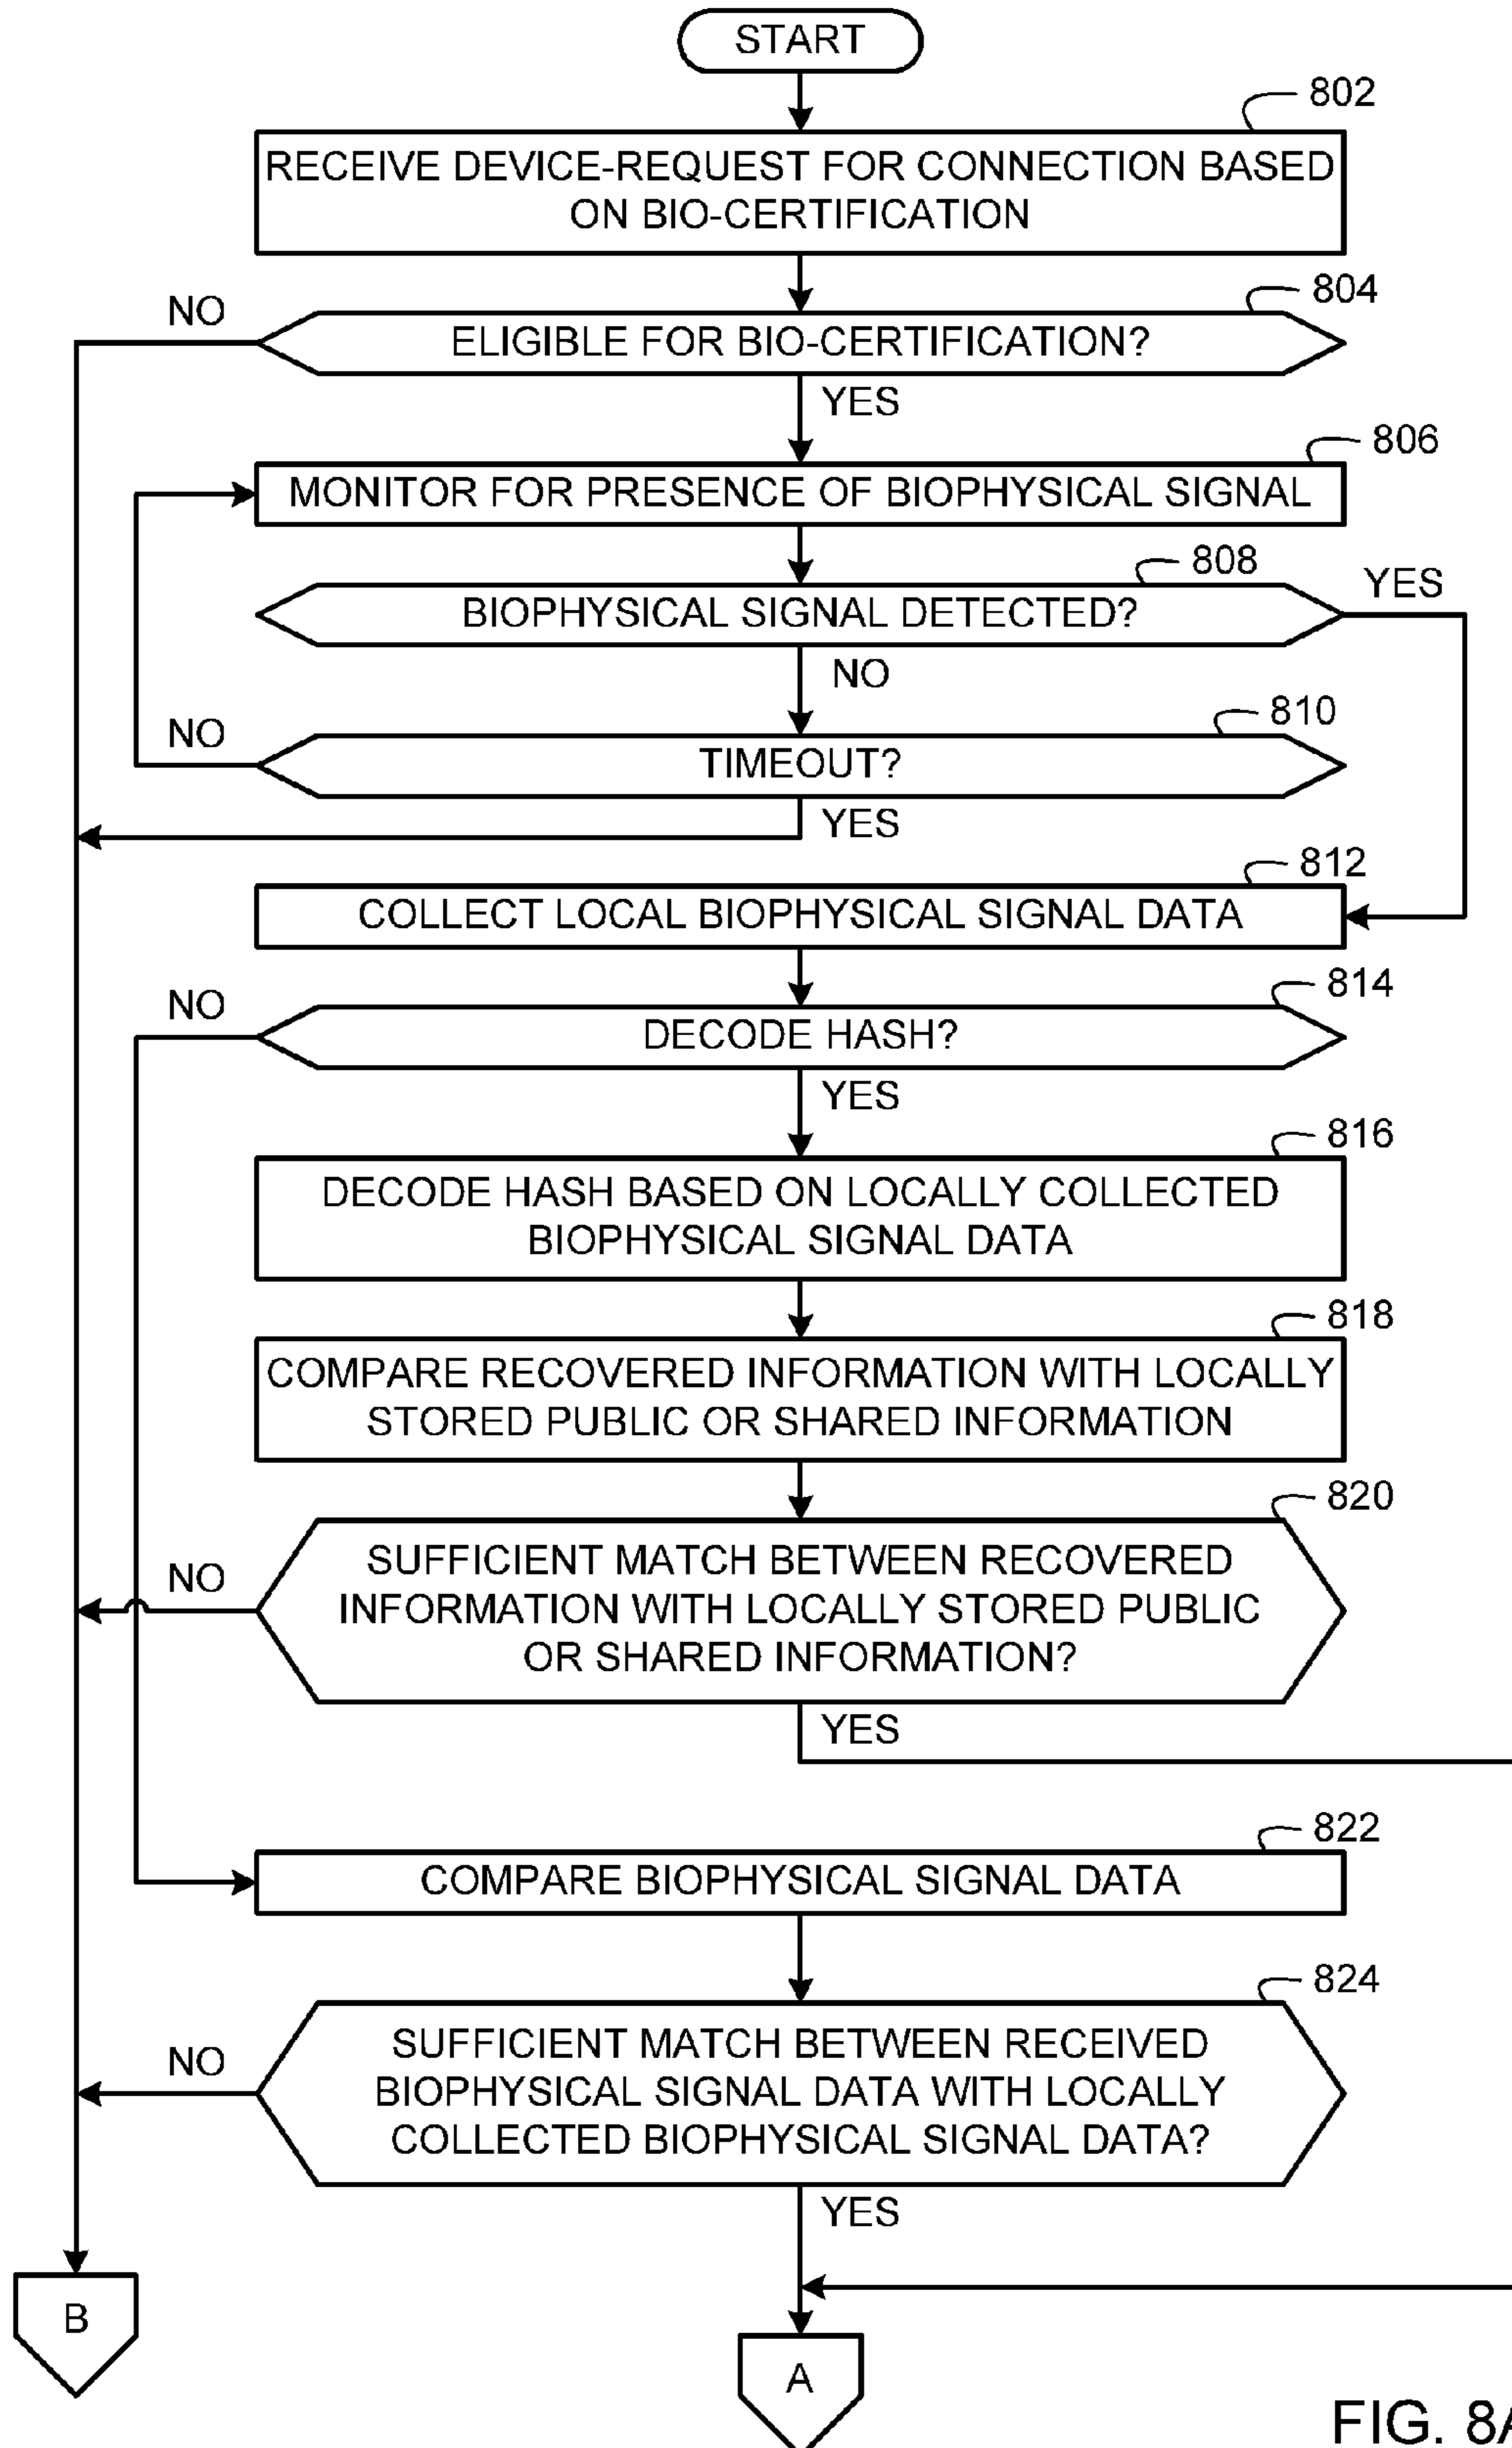 START
802
RECEIVE DEVICE-REQUEST FOR CONNECTION BASED
ON BIO-CERTIFICATION
804
NO
ELIGIBLE FOR BIO-CERTIFICATION?
YES
806
MONITOR FOR PRESENCE OF BIOPHYSICAL SIGNAL
808
YES
BIOPHYSICAL SIGNAL DETECTED?
NO
810
NO
TIMEOUT?
YES
812
COLLECT LOCAL BIOPHYSICAL SIGNAL DATA
814
NO
DECODE HASH?
YES
816
DECODE HASH BASED ON LOCALLY COLLECTED
BIOPHYSICAL SIGNAL DATA
818
COMPARE RECOVERED INFORMATION WITH LOCALLY
STORED PUBLIC OR SHARED INFORMATION
820
NO
SUFFICIENT MATCH BETWEEN RECOVERED
INFORMATION WITH LOCALLY STORED PUBLIC
OR SHARED INFORMATION?
YES
822
COMPARE BIOPHYSICAL SIGNAL DATA
824
NO
SUFFICIENT MATCH BETWEEN RECEIVED
BIOPHYSICAL SIGNAL DATA WITH LOCALLY
COLLECTED BIOPHYSICAL SIGNAL DATA?
YES
B
A
FIG. 8A